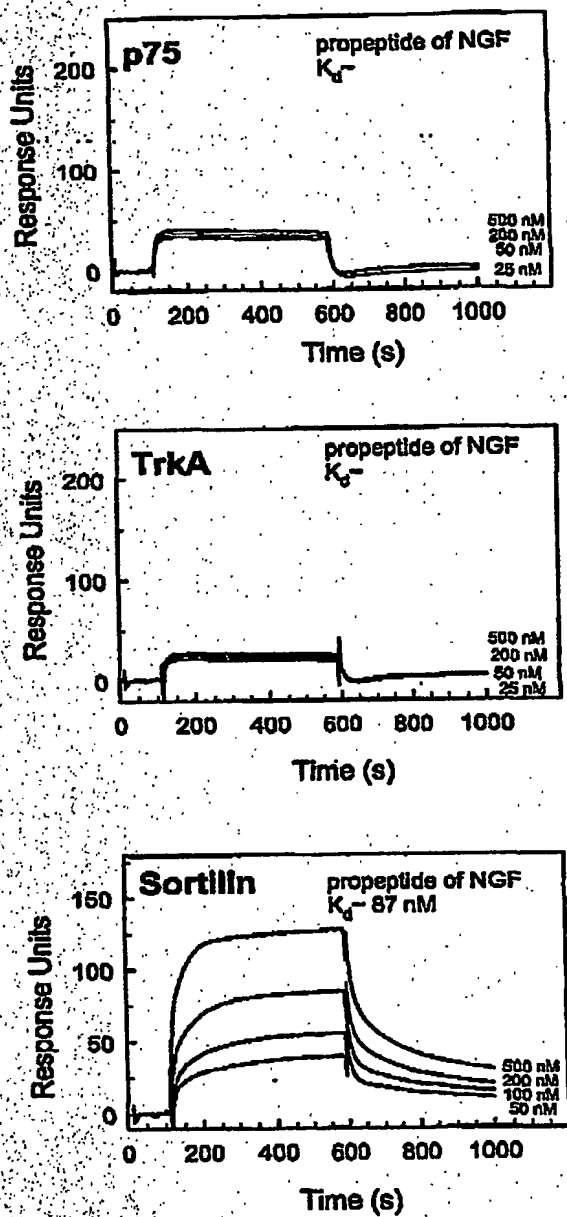 p75
propeptide of NGF
Kd~
Response Units
200
100
0
500 nM
200 nM
50 nM
25 nM
0 200 400 600 800 1000
Time (s)
TrkA
propeptide of NGF
Kd~
Response Units
200
100
0
500 nM
200 nM
50 nM
25 nM
0 200 400 600 800 1000
Time (s)
Sortilin
propeptide of NGF
Kd~ 87 nM
Response Units
150
100
50
0
500 nM
200 nM
100 nM
50 nM
0 200 400 600 800 1000
Time (s)